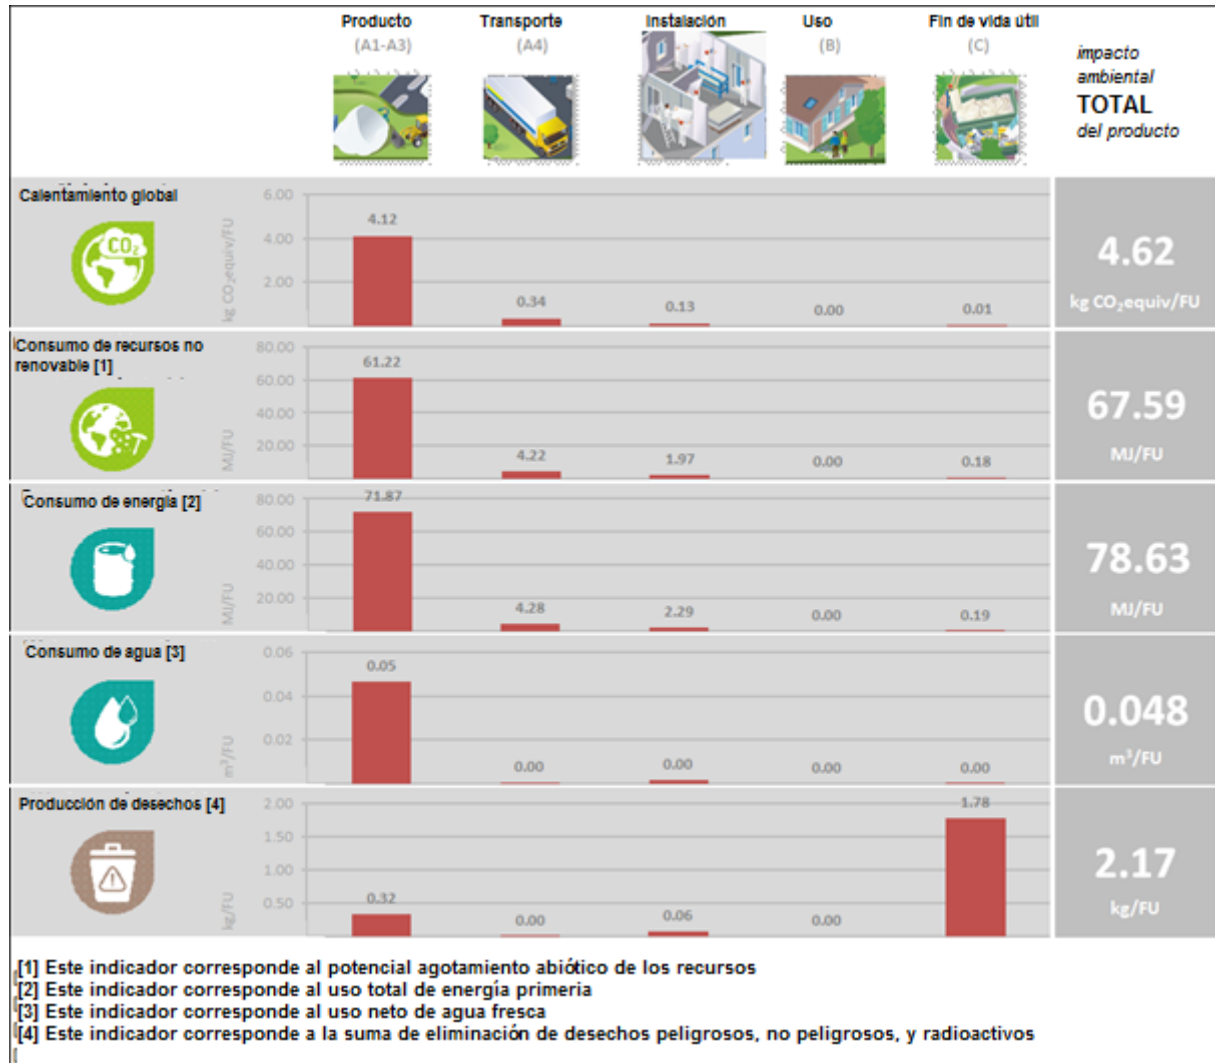 Producto
(A1-A3)
Transporte
(A4)
Instalación
Uso
(B)
Fin de vida útil
(C)
impacto
ambiental
TOTAL
del producto
Calentamiento global
CO2
kg CO2equiv/FU
6.00
4.00
2.00
4.12
0.34
0.13
0.00
0.01
4.62
kg CO2equiv/FU
Consumo de recursos no
renovable [1]
MJ/FU
80.00
60.00
40.00
20.00
61.22
4.22
1.97
0.00
0.18
67.59
MJ/FU
Consumo de energía [2]
MJ/FU
80.00
60.00
40.00
20.00
71.87
4.28
2.29
0.00
0.19
78.63
MJ/FU
Consumo de agua [3]
m³/FU
0.06
0.04
0.02
0.05
0.00
0.00
0.00
0.00
0.048
m³/FU
Producción de desechos [4]
kg/FU
2.00
1.50
1.00
0.50
0.32
0.00
0.06
0.00
1.78
2.17
kg/FU
[1] Este indicador corresponde al potencial agotamiento abiótico de los recursos
[2] Este indicador corresponde al uso total de energía primeria
[3] Este indicador corresponde al uso neto de agua fresca
[4] Este indicador corresponde a la suma de eliminación de desechos peligrosos, no peligrosos, y radioactivos